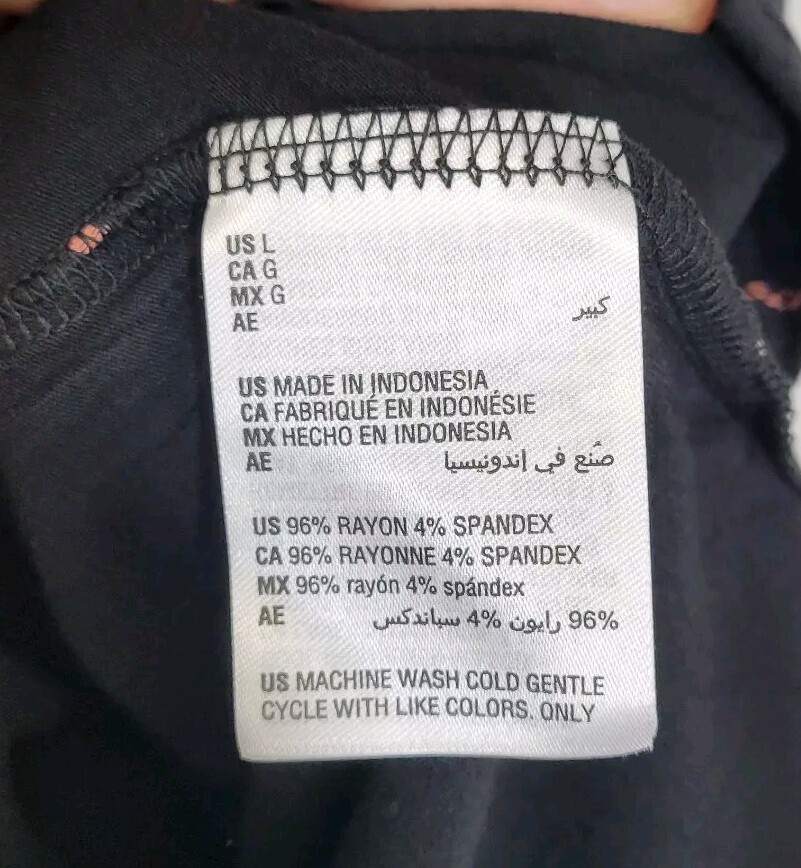 US L
CA G
MX G
AE كبير
US MADE IN INDONESIA
CA FABRIQUÉ EN INDONÉSIE
MX HECHO EN INDONESIA
AE صُنع في إندونيسيا
US 96% RAYON 4% SPANDEX
CA 96% RAYONNE 4% SPANDEX
MX 96% rayón 4% spándex
AE 96% رايون 4% سباندكس
US MACHINE WASH COLD GENTLE
CYCLE WITH LIKE COLORS. ONLY